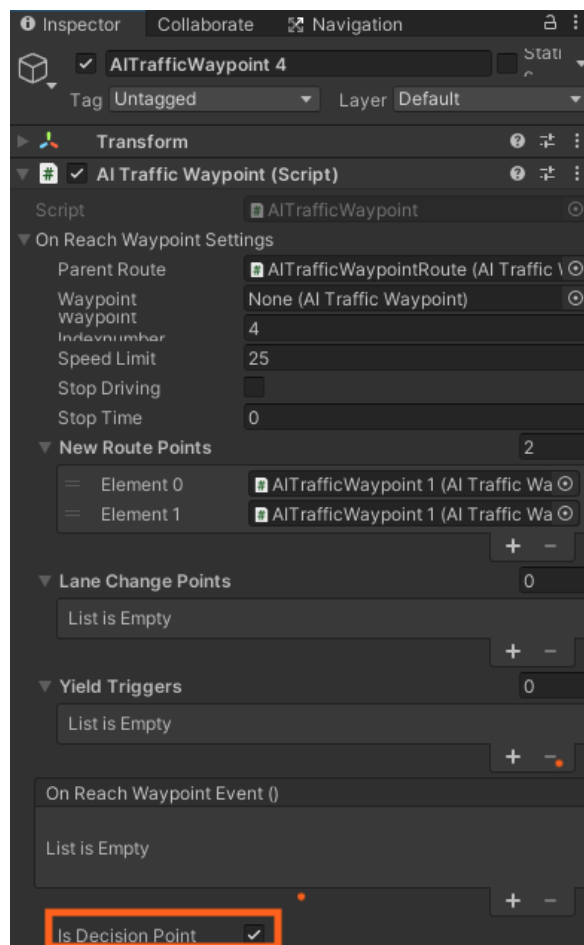 Inspector Collaborate Navigation
AITrafficWaypoint 4 Stati
c
Tag Untagged Layer Default
Transform
# AI Traffic Waypoint (Script)
Script # AITrafficWaypoint
On Reach Waypoint Settings
Parent Route # AITrafficWaypointRoute (AI Traffic \
Waypoint None (AI Traffic Waypoint)
Waypoint
Indexnumber 4
Speed Limit 25
Stop Driving
Stop Time 0
New Route Points 2
Element 0 # AITrafficWaypoint 1 (AI Traffic Wa
Element 1 # AITrafficWaypoint 1 (AI Traffic Wa
+ −
Lane Change Points 0
List is Empty
+ −
Yield Triggers 0
List is Empty
+ −
On Reach Waypoint Event ()
List is Empty
+ −
Is Decision Point